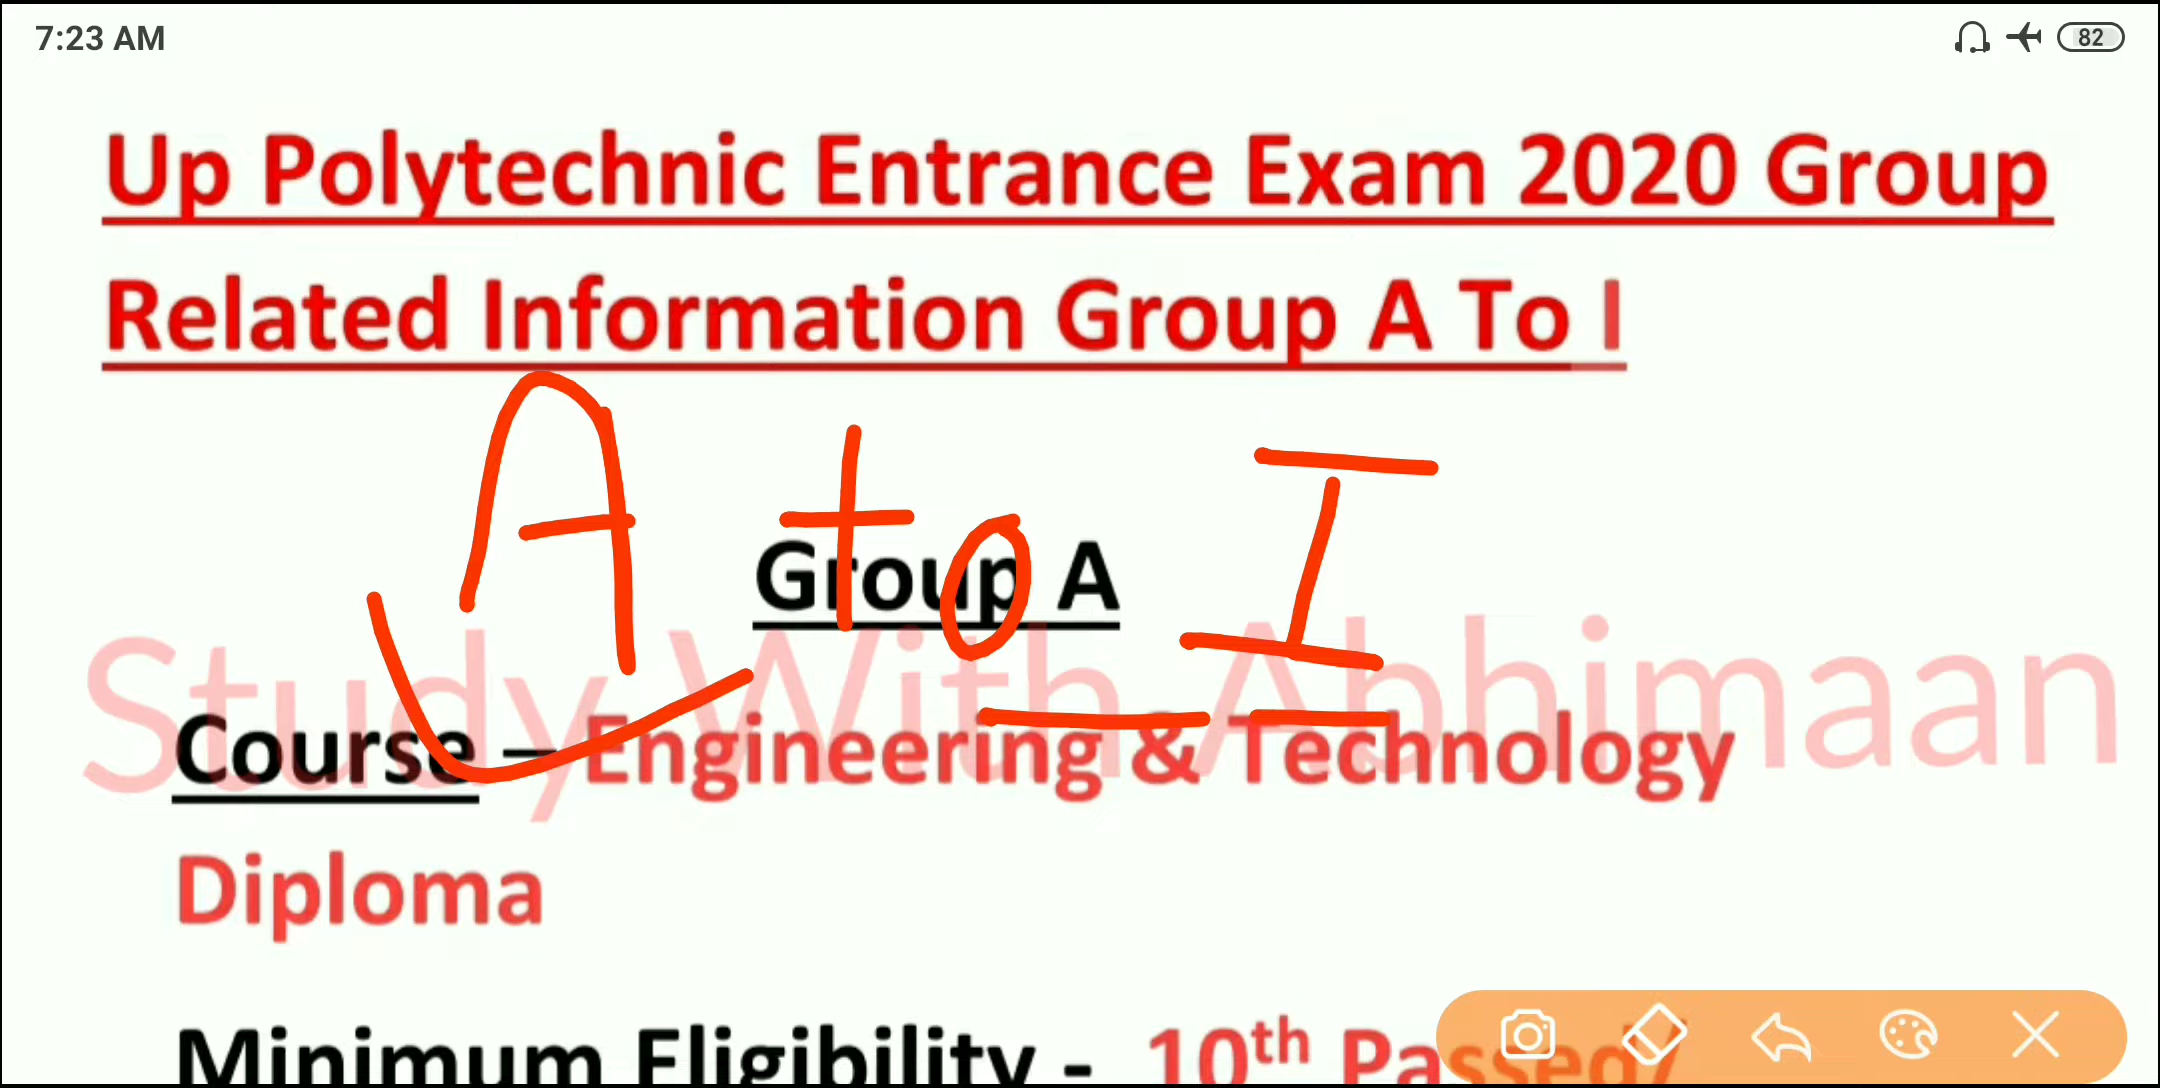 7:23 AM
82
Up Polytechnic Entrance Exam 2020 Group
Related Information Group A To I
A to I
Group A
Study With Abhimaan
Course – Engineering & Technology
Diploma
Minimum Eligibility - 10th Passed/